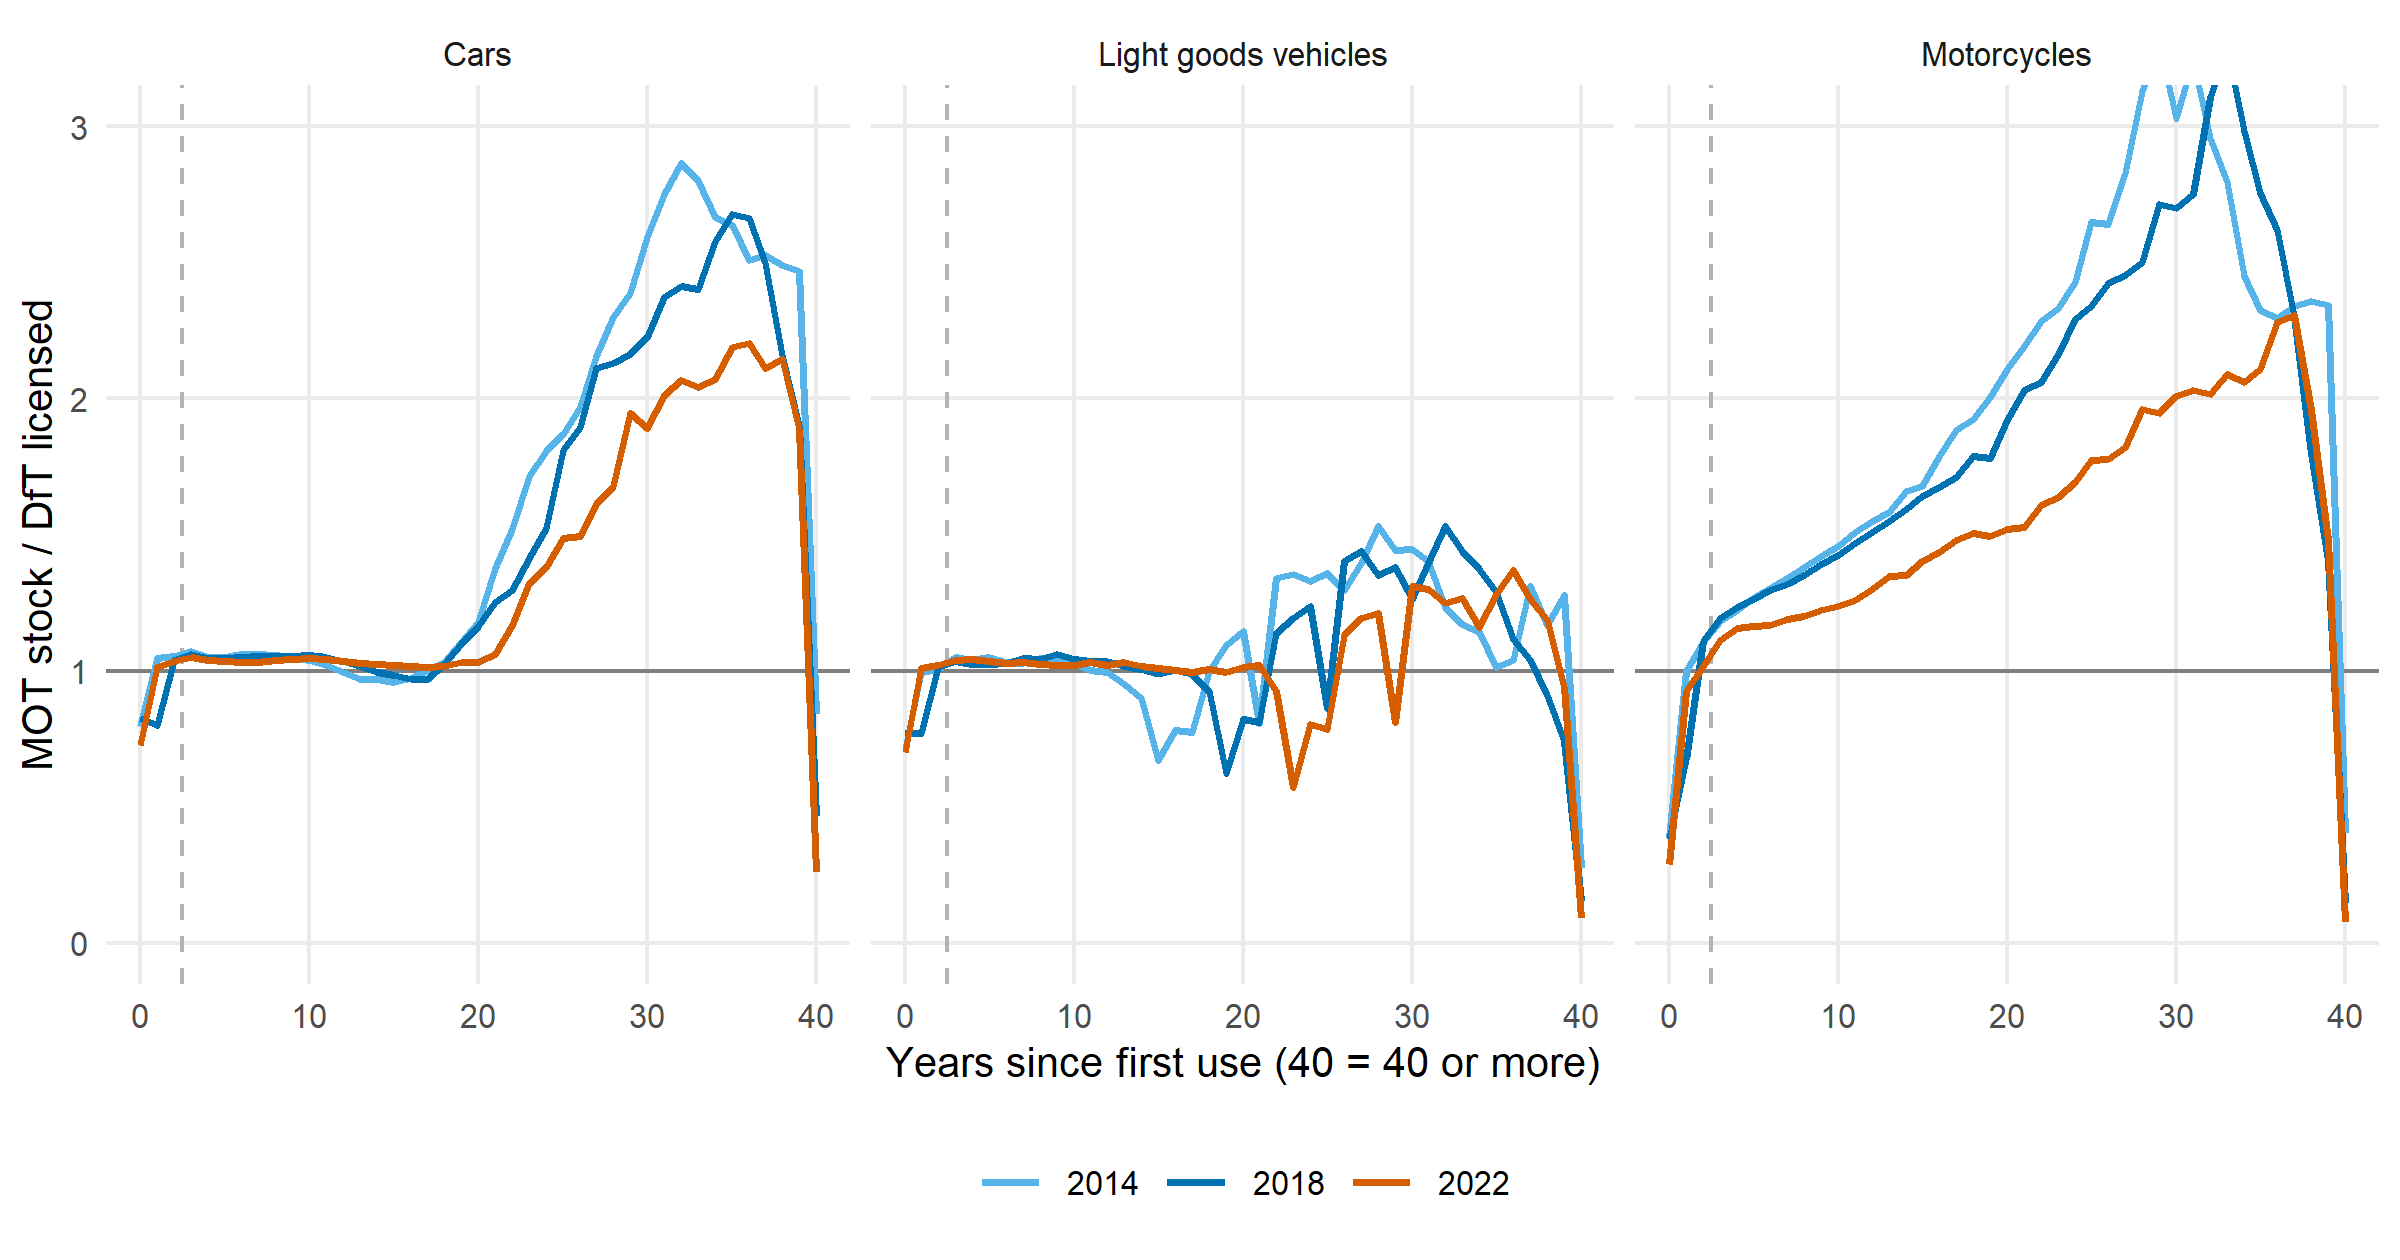 Cars
Light goods vehicles
Motorcycles
MOT stock / DfT licensed
3
2
1
0
0 10 20 30 40
0 10 20 30 40
0 10 20 30 40
Years since first use (40 = 40 or more)
2014 2018 2022